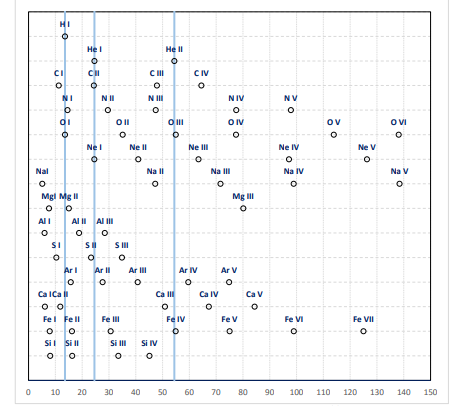 H I
He I He II
C I C II C III C IV
N I N II N III N IV N V
O I O II O III O IV O V O VI
Ne I Ne II Ne III Ne IV Ne V
NaI Na II Na III Na IV Na V
MgI Mg II Mg III
Al I Al II Al III
S I S II S III
Ar I Ar II Ar III Ar IV Ar V
Ca I Ca II Ca III Ca IV Ca V
Fe I Fe II Fe III Fe IV Fe V Fe VI Fe VII
Si I Si II Si III Si IV
0 10 20 30 40 50 60 70 80 90 100 110 120 130 140 150